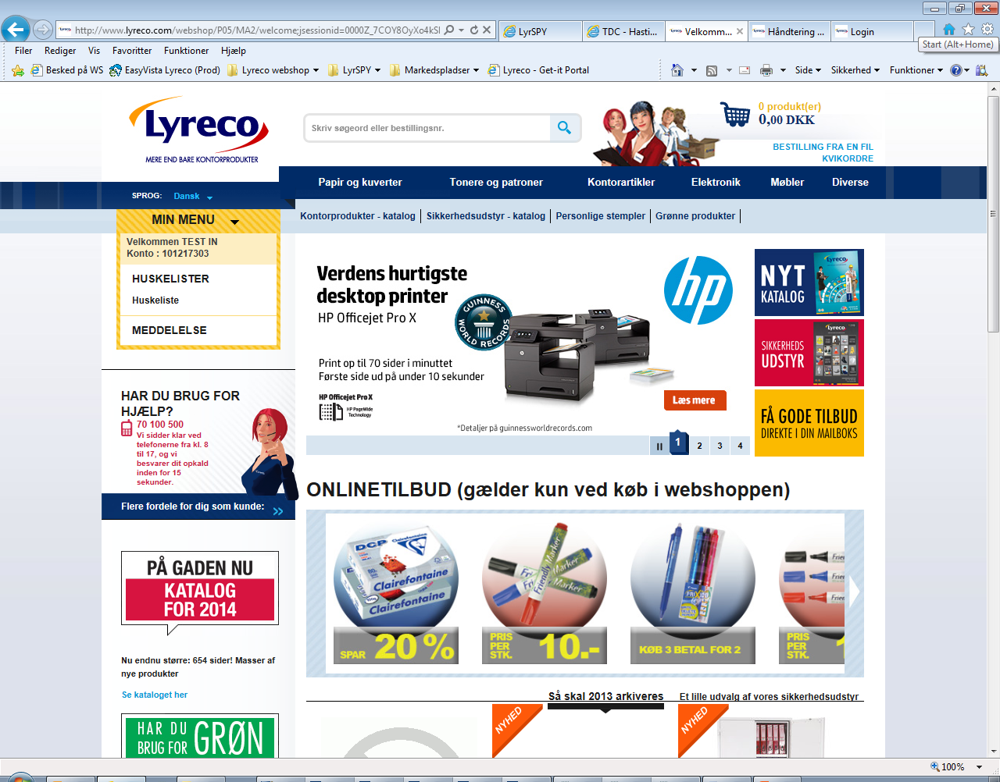 http://www.lyreco.com/webshop/P05/MA2/welcome;jsessionid=0000Z_7COY8OyXo4kSl
LyrSPY
TDC - Hasti...
Velkomm...
Håndtering ...
Login
Start (Alt+Home)
Filer Rediger Vis Favoritter Funktioner Hjælp
Besked på WS EasyVista Lyreco (Prod) Lyreco webshop LyrSPY Markedspladser Lyreco - Get-it Portal
Side Sikkerhed Funktioner
Lyreco
MERE END BARE KONTORPRODUKTER
Skriv søgeord eller bestillingsnr.
0 produkt(er)
0,00 DKK
BESTILLING FRA EN FIL
KVIKORDRE
Papir og kuverter Tonere og patroner Kontorartikler Elektronik Møbler Diverse
SPROG: Dansk
Kontorprodukter - katalog Sikkerhedsudstyr - katalog Personlige stempler Grønne produkter
MIN MENU
Velkommen TEST IN
Konto : 101217303
HUSKELISTER
Huskeliste
MEDDELELSE
Verdens hurtigste
desktop printer
HP Officejet Pro X
GUINNESS
WORLD RECORDS
hp
Print op til 70 sider i minuttet
Første side ud på under 10 sekunder
HP Officejet Pro X
HP PageWide
Technology
Læs mere
*Detaljer på guinnessworldrecords.com
1 2 3 4
NYT
KATALOG
Lyreco
SIKKERHEDS
UDSTYR
Lyreco
FÅ GODE TILBUD
DIREKTE I DIN MAILBOKS
HAR DU BRUG FOR
HJÆLP?
70 100 500
Vi sidder klar ved
telefonerne fra kl. 8
til 17, og vi
besvarer dit opkald
inden for 15
sekunder.
Flere fordele for dig som kunde:
ONLINETILBUD (gælder kun ved køb i webshoppen)
DCP
Clairefontaine
Clairefontaine
Clairefontaine
SPAR 20 %
Marker
Friendly Marker
PRIS
PER
STK. 10.-
FRIXION
KØB 3 BETAL FOR 2
PRIS
PER
STK. 1
PÅ GADEN NU
KATALOG
FOR 2014
Nu endnu større: 654 sider! Masser af
nye produkter
Se kataloget her
HAR DU
BRUG FOR GRØN
Så skal 2013 arkiveres Et lille udvalg af vores sikkerhedsudstyr
NYHED
NYHED
100%